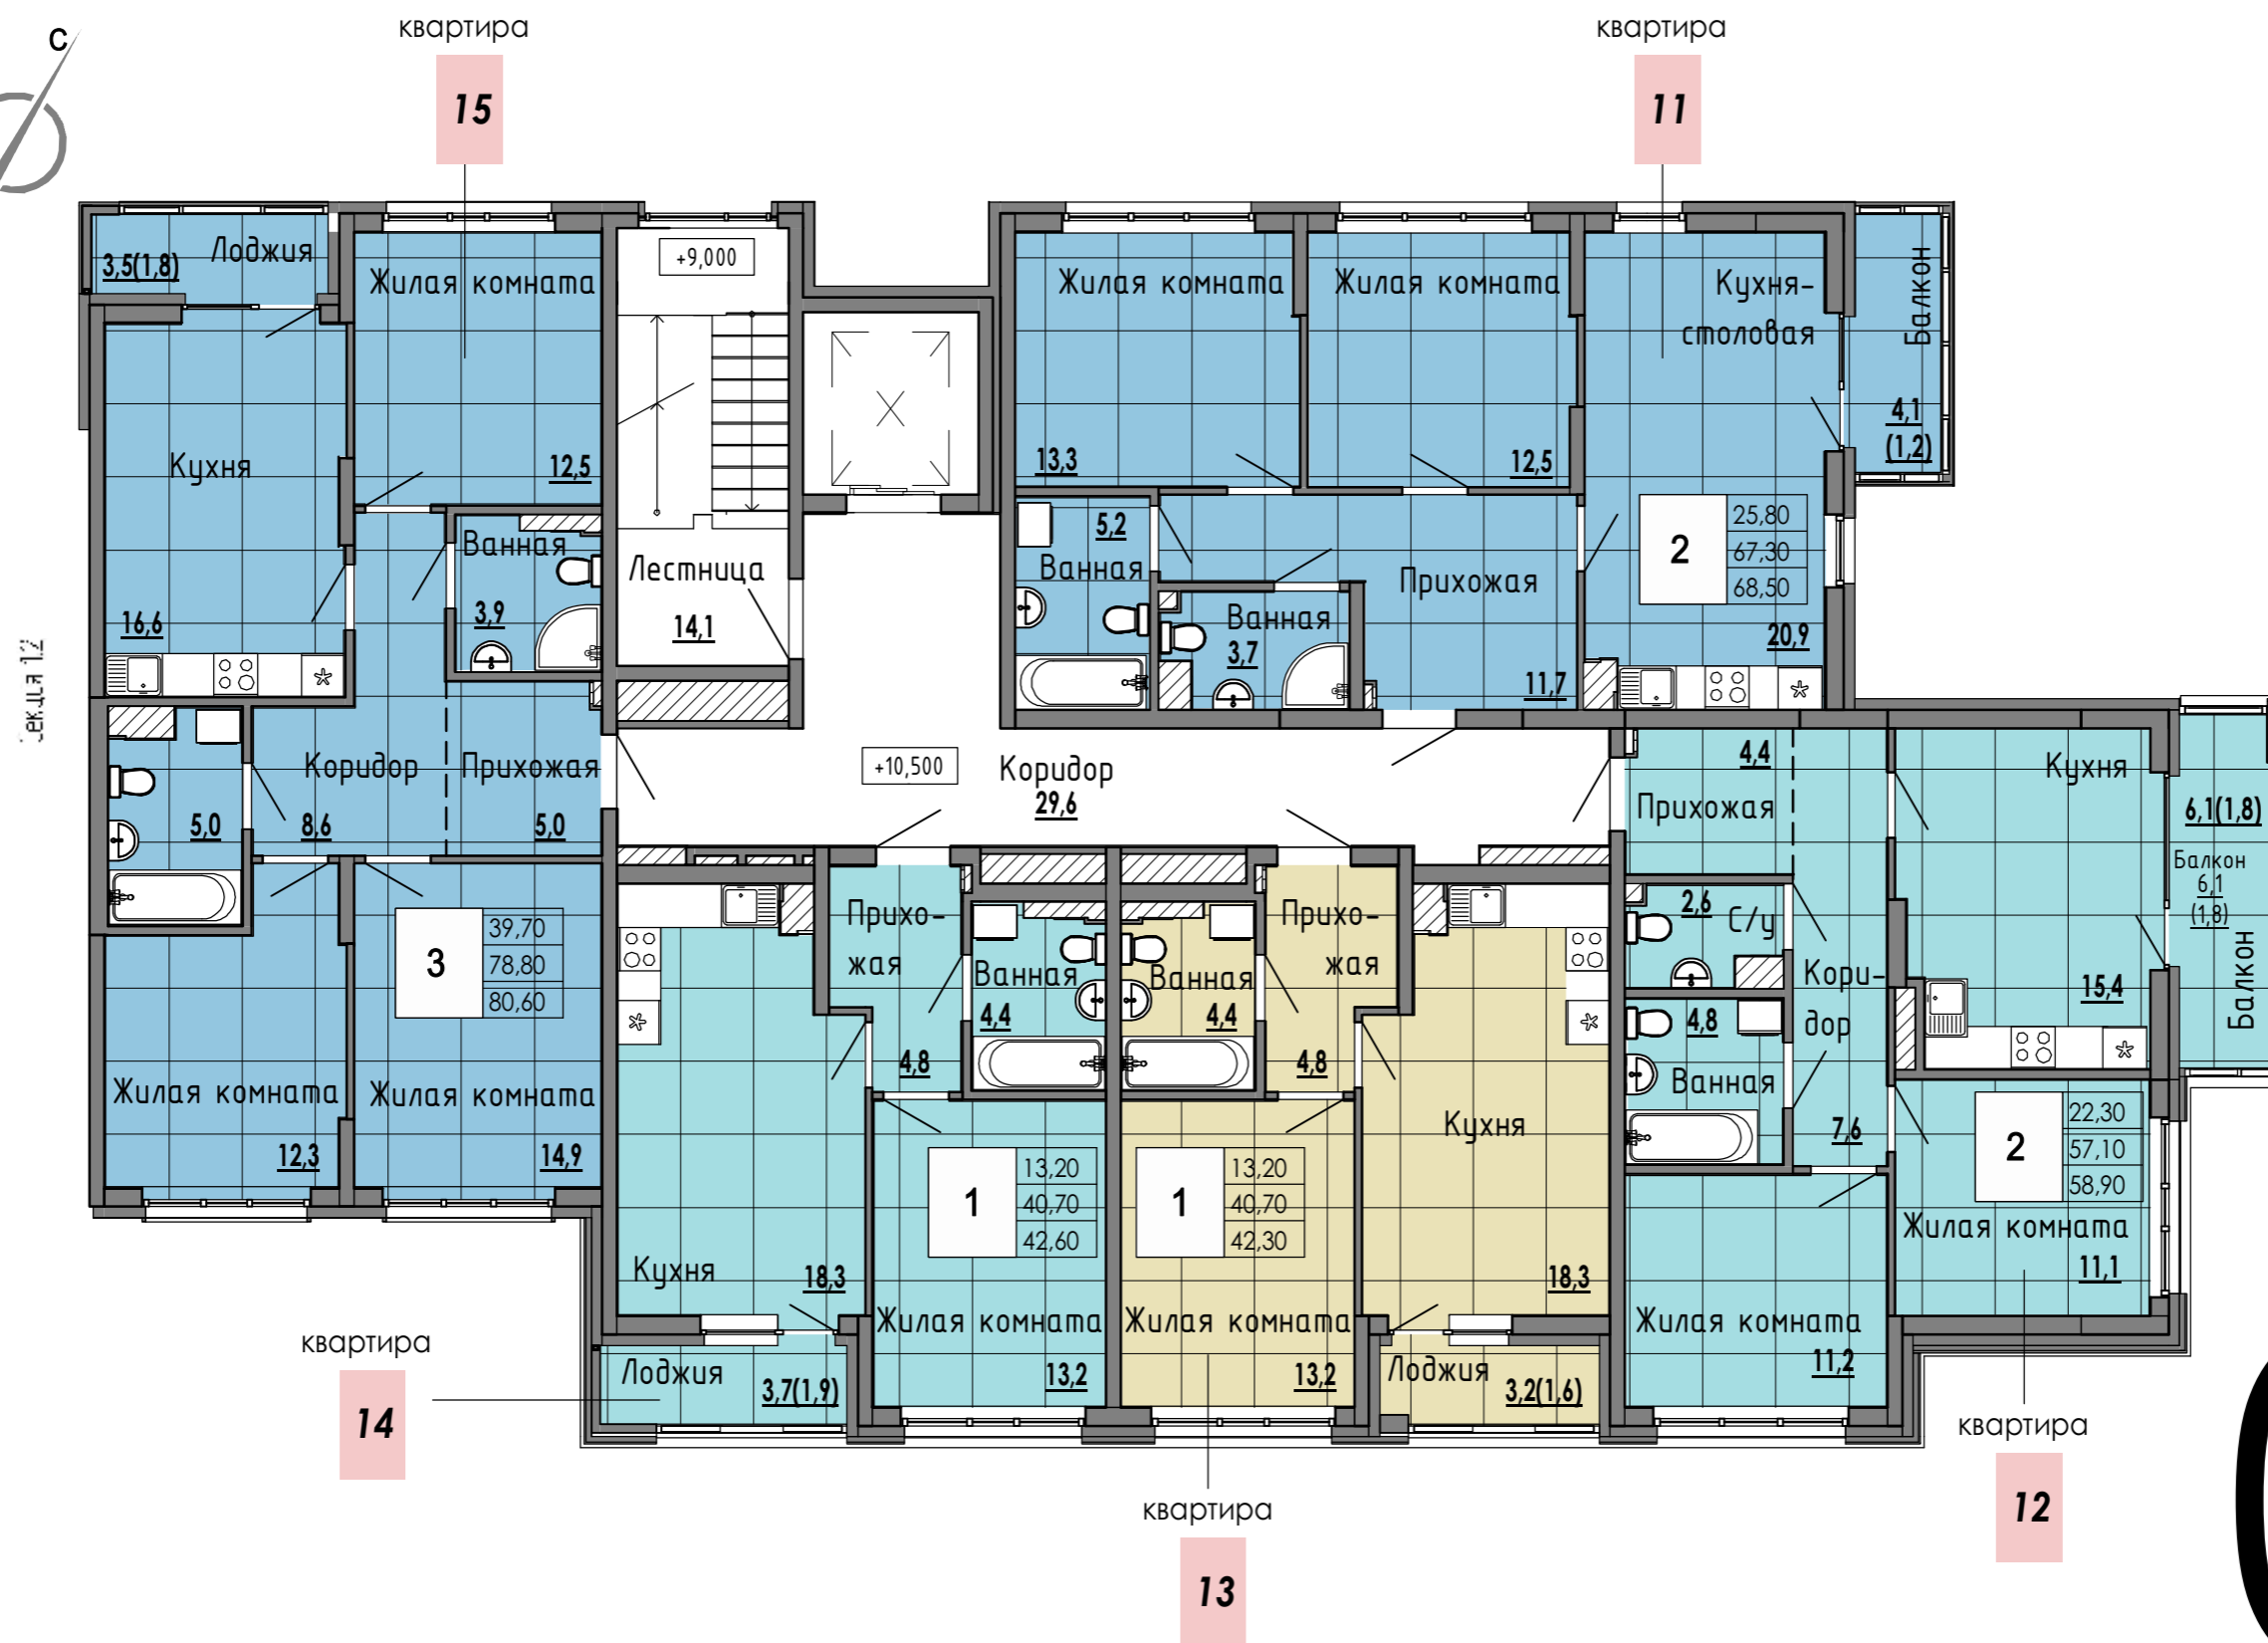 С
квартира
15
квартира
11
3,5(1,8)
Лоджия
Жилая комната
12,5
Кухня
16,6
Ванная
3,9
+9,000
Лестница
14,1
Жилая комната
13,3
Жилая комната
12,5
Кухня-
столовая
Балкон
4,1
(1,2)
2
25,80
67,30
68,50
20,9
5,2
Ванная
Ванная
3,7
Прихожая
11,7
5,0
Коридор
8,6
Прихожая
5,0
+10,500
Коридор
29,6
4,4
Прихожая
Кухня
15,4
6,1(1,8)
Балкон
6,1
(1,8)
Балкон
3
39,70
78,80
80,60
Жилая комната
12,3
Жилая комната
14,9
Прихо-
жая
4,8
Ванная
4,4
Ванная
4,4
Прихо-
жая
4,8
2,6
С/у
4,8
Ванная
Кори-
дор
7,6
Кухня
18,3
1
13,20
40,70
42,60
Жилая комната
13,2
1
13,20
40,70
42,30
Жилая комната
13,2
Кухня
18,3
2
22,30
57,10
58,90
Жилая комната
11,1
Жилая комната
11,2
Лоджия
3,7(1,9)
Лоджия
3,2(1,6)
квартира
14
квартира
13
квартира
12